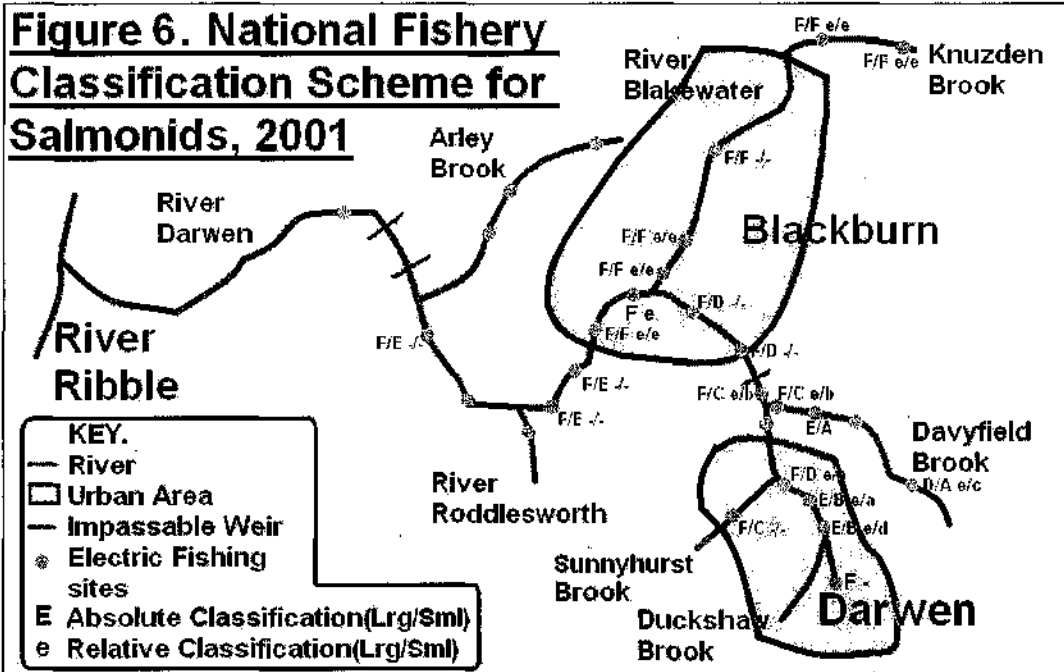 Figure 6. National Fishery
Classification Scheme for
Salmonids, 2001
F/F e/e
F/F e/e
Knuzden
Brook
River
Blakewater
Arley
Brook
F/F -/-
River
Darwen
Blackburn
F/F e/e
F/F e/e
F/D -/-
F e
F/F e/e
River
Ribble
F/E -/-
F/D -/-
F/E -/-
F/C e/b
F/C e/b
E/A
F/E -/-
Davyfield
Brook
D/A e/c
River
Roddlesworth
F/D
E/B e/a
F/C -/-
E/B e/d
Sunnyhurst
Brook
F -
Duckshaw
Brook
Darwen
KEY.
River
Urban Area
Impassable Weir
Electric Fishing
sites
E Absolute Classification(Lrg/Sml)
e Relative Classification(Lrg/Sml)